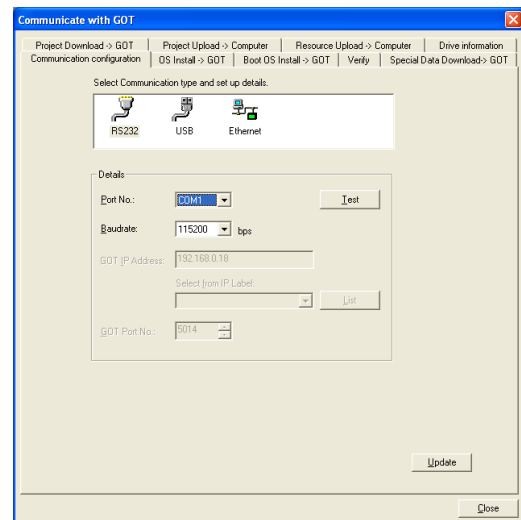 Communicate with GOT
Project Download -> GOT Project Upload -> Computer Resource Upload -> Computer Drive information
Communication configuration OS Install -> GOT Boot OS Install -> GOT Verify Special Data Download-> GOT
Select Communication type and set up details.
RS232 USB Ethernet
Details
Port No.: COM1 Test
Baudrate: 115200 bps
GOT IP Address: 192.168.0.18
Select from IP Label:
List
GOT Port No.: 5014
Update
Close